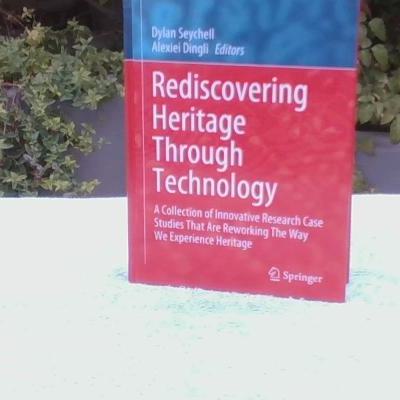 Dylan Seychell
Alexiei Dingli Editors
Rediscovering
Heritage
Through
Technology
A Collection of Innovative Research Case
Studies That Are Reworking The Way
We Experience Heritage
Springer